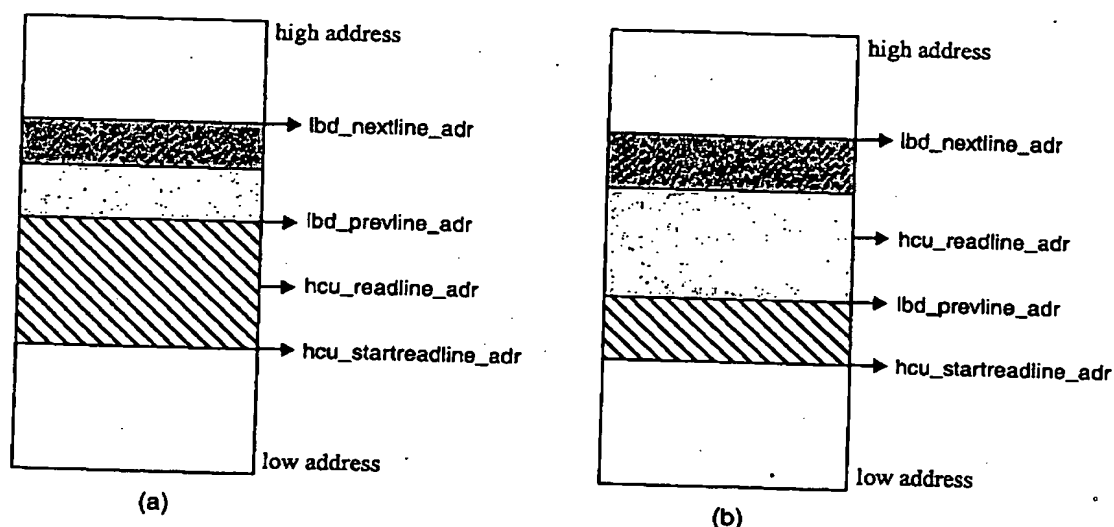 high address
lbd_nextline_adr
lbd_prevline_adr
hcu_readline_adr
hcu_startreadline_adr
low address
(a)
high address
lbd_nextline_adr
hcu_readline_adr
lbd_prevline_adr
hcu_startreadline_adr
low address
(b)